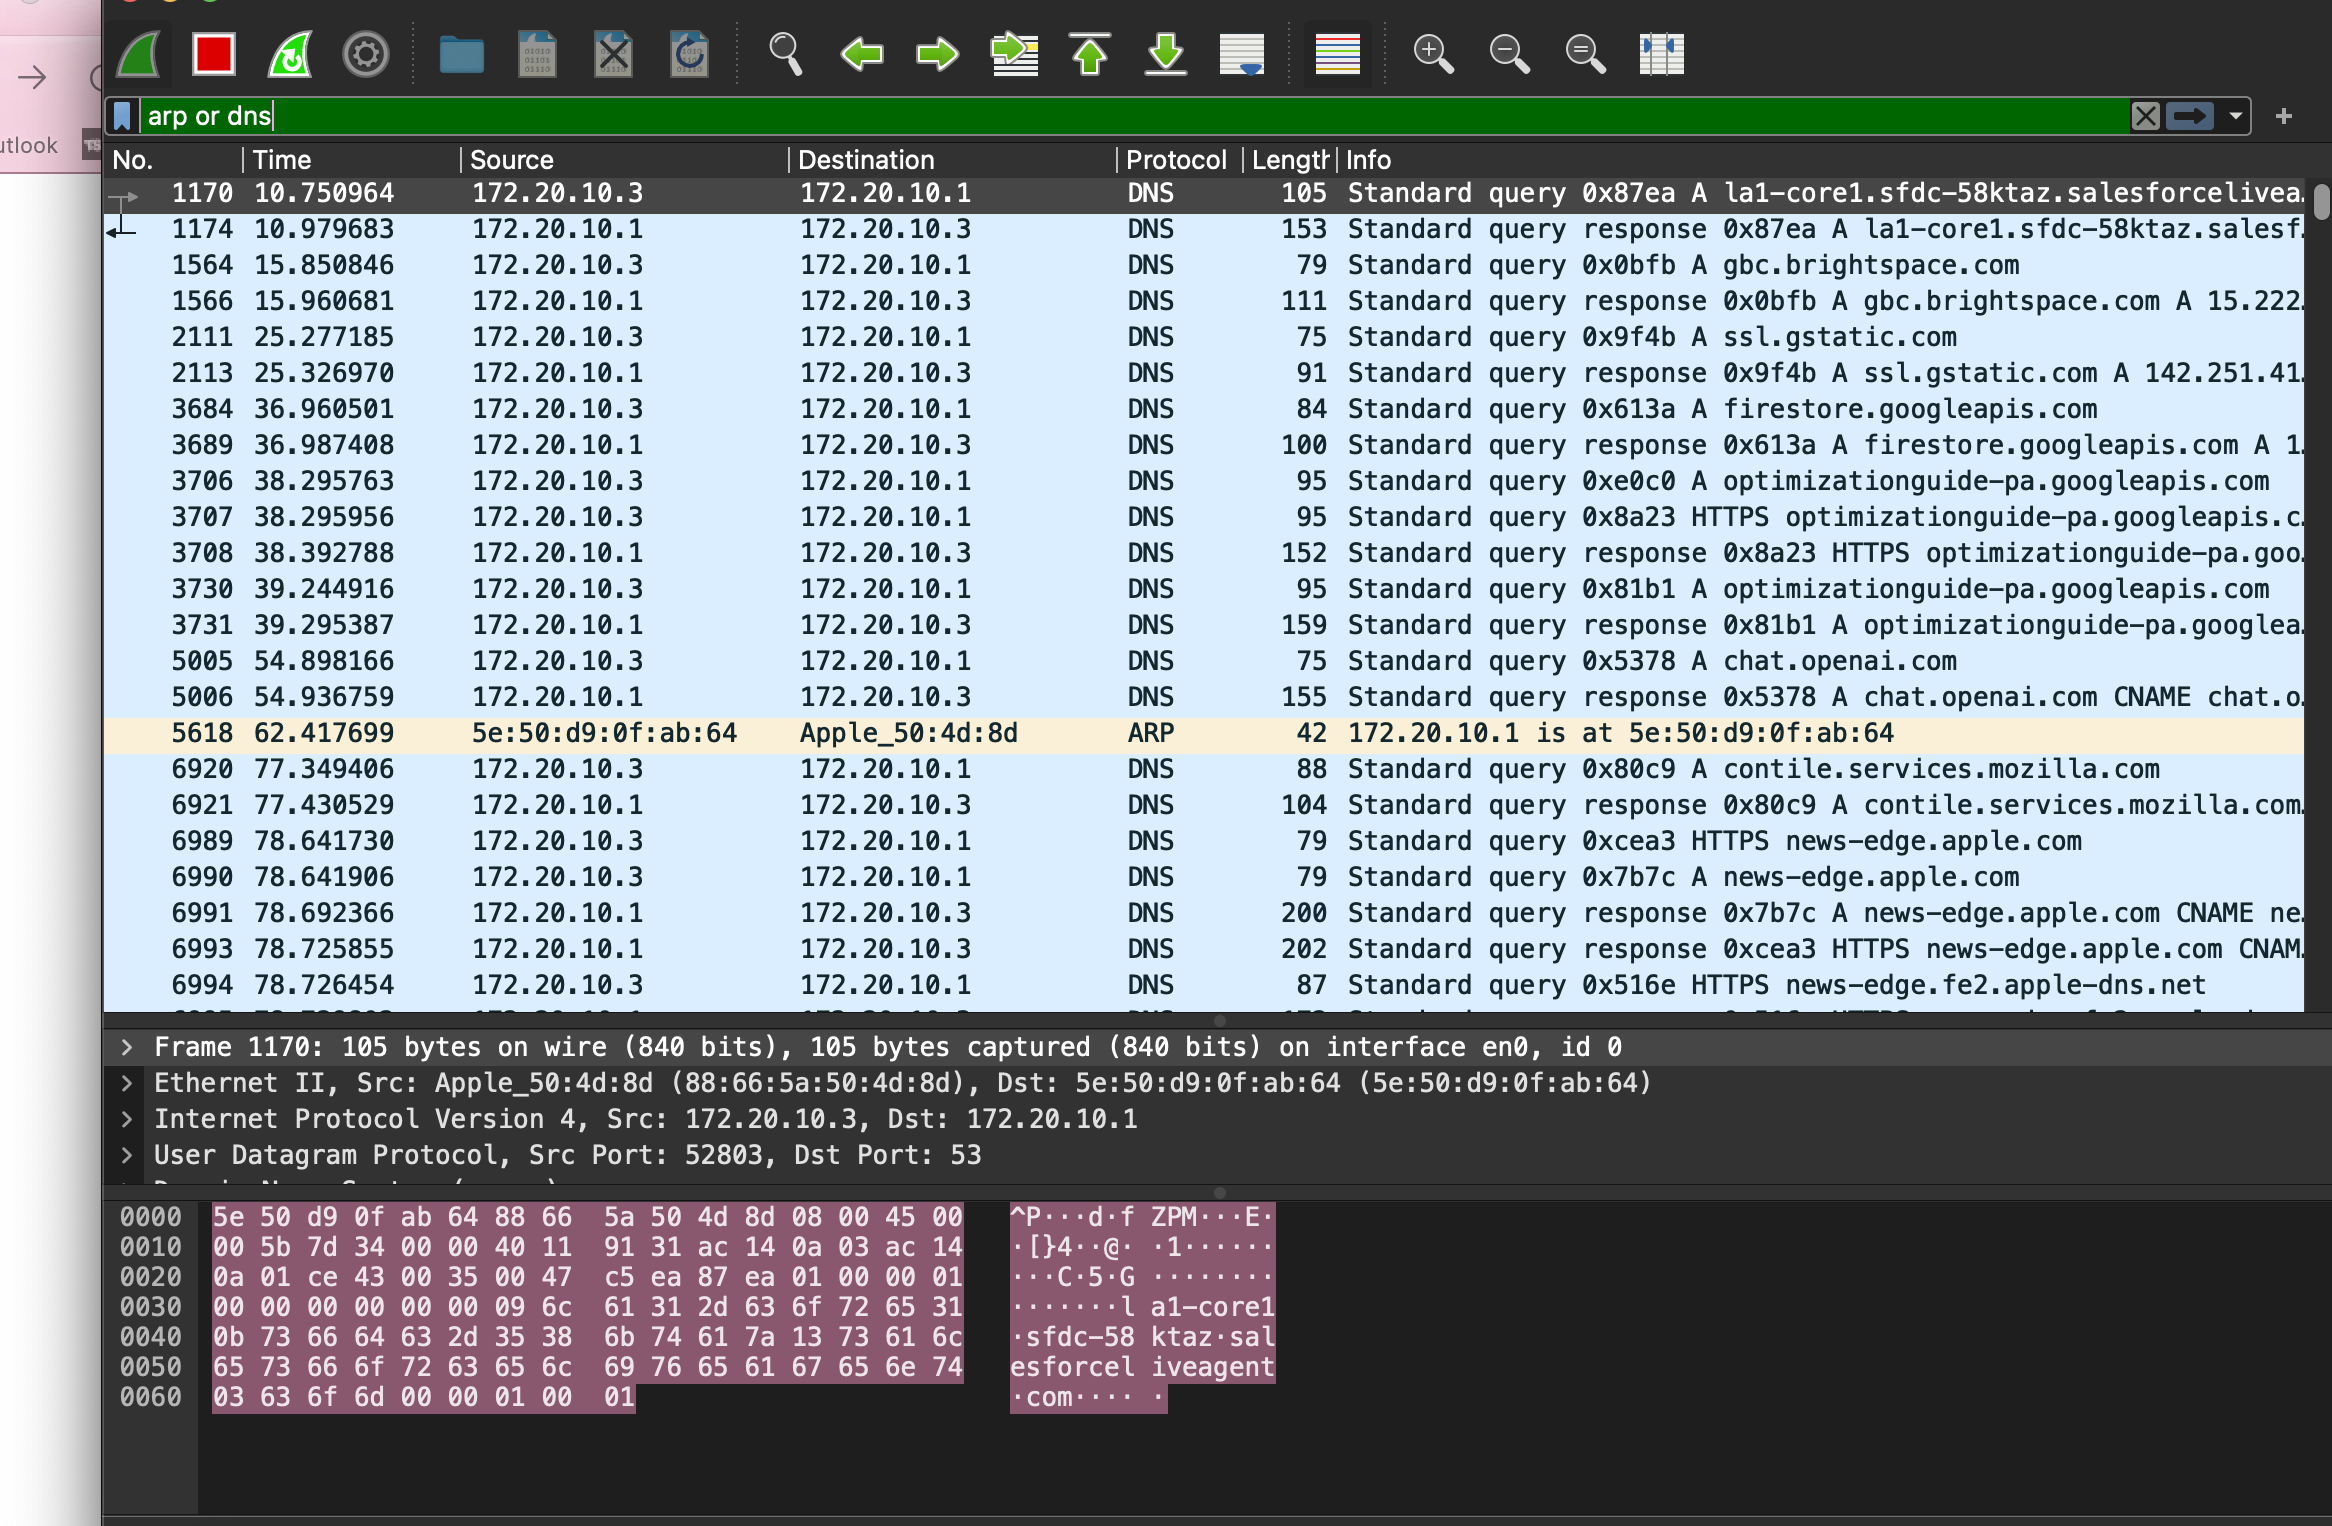 utlook
arp or dns
No. Time Source Destination Protocol Length Info
1170 10.750964 172.20.10.3 172.20.10.1 DNS 105 Standard query 0x87ea A la1-core1.sfdc-58ktaz.salesforcelivea…
1174 10.979683 172.20.10.1 172.20.10.3 DNS 153 Standard query response 0x87ea A la1-core1.sfdc-58ktaz.salesf…
1564 15.850846 172.20.10.3 172.20.10.1 DNS 79 Standard query 0x0bfb A gbc.brightspace.com
1566 15.960681 172.20.10.1 172.20.10.3 DNS 111 Standard query response 0x0bfb A gbc.brightspace.com A 15.222…
2111 25.277185 172.20.10.3 172.20.10.1 DNS 75 Standard query 0x9f4b A ssl.gstatic.com
2113 25.326970 172.20.10.1 172.20.10.3 DNS 91 Standard query response 0x9f4b A ssl.gstatic.com A 142.251.41…
3684 36.960501 172.20.10.3 172.20.10.1 DNS 84 Standard query 0x613a A firestore.googleapis.com
3689 36.987408 172.20.10.1 172.20.10.3 DNS 100 Standard query response 0x613a A firestore.googleapis.com A 1…
3706 38.295763 172.20.10.3 172.20.10.1 DNS 95 Standard query 0xe0c0 A optimizationguide-pa.googleapis.com
3707 38.295956 172.20.10.3 172.20.10.1 DNS 95 Standard query 0x8a23 HTTPS optimizationguide-pa.googleapis.c…
3708 38.392788 172.20.10.1 172.20.10.3 DNS 152 Standard query response 0x8a23 HTTPS optimizationguide-pa.goo…
3730 39.244916 172.20.10.3 172.20.10.1 DNS 95 Standard query 0x81b1 A optimizationguide-pa.googleapis.com
3731 39.295387 172.20.10.1 172.20.10.3 DNS 159 Standard query response 0x81b1 A optimizationguide-pa.googlea…
5005 54.898166 172.20.10.3 172.20.10.1 DNS 75 Standard query 0x5378 A chat.openai.com
5006 54.936759 172.20.10.1 172.20.10.3 DNS 155 Standard query response 0x5378 A chat.openai.com CNAME chat.o…
5618 62.417699 5e:50:d9:0f:ab:64 Apple_50:4d:8d ARP 42 172.20.10.1 is at 5e:50:d9:0f:ab:64
6920 77.349406 172.20.10.3 172.20.10.1 DNS 88 Standard query 0x80c9 A contile.services.mozilla.com
6921 77.430529 172.20.10.1 172.20.10.3 DNS 104 Standard query response 0x80c9 A contile.services.mozilla.com…
6989 78.641730 172.20.10.3 172.20.10.1 DNS 79 Standard query 0xcea3 HTTPS news-edge.apple.com
6990 78.641906 172.20.10.3 172.20.10.1 DNS 79 Standard query 0x7b7c A news-edge.apple.com
6991 78.692366 172.20.10.1 172.20.10.3 DNS 200 Standard query response 0x7b7c A news-edge.apple.com CNAME ne…
6993 78.725855 172.20.10.1 172.20.10.3 DNS 202 Standard query response 0xcea3 HTTPS news-edge.apple.com CNAM…
6994 78.726454 172.20.10.3 172.20.10.1 DNS 87 Standard query 0x516e HTTPS news-edge.fe2.apple-dns.net
Frame 1170: 105 bytes on wire (840 bits), 105 bytes captured (840 bits) on interface en0, id 0
Ethernet II, Src: Apple_50:4d:8d (88:66:5a:50:4d:8d), Dst: 5e:50:d9:0f:ab:64 (5e:50:d9:0f:ab:64)
Internet Protocol Version 4, Src: 172.20.10.3, Dst: 172.20.10.1
User Datagram Protocol, Src Port: 52803, Dst Port: 53
0000 5e 50 d9 0f ab 64 88 66 5a 50 4d 8d 08 00 45 00 ^P···d·f ZPM···E·
0010 00 5b 7d 34 00 00 40 11 91 31 ac 14 0a 03 ac 14 ·[}4··@· ·1······
0020 0a 01 ce 43 00 35 00 47 c5 ea 87 ea 01 00 00 01 ···C·5·G ········
0030 00 00 00 00 00 00 09 6c 61 31 2d 63 6f 72 65 31 ·······l a1-core1
0040 0b 73 66 64 63 2d 35 38 6b 74 61 7a 13 73 61 6c ·sfdc-58 ktaz·sal
0050 65 73 66 6f 72 63 65 6c 69 76 65 61 67 65 6e 74 esforcel iveagent
0060 03 63 6f 6d 00 00 01 00 01 ·com···· ·